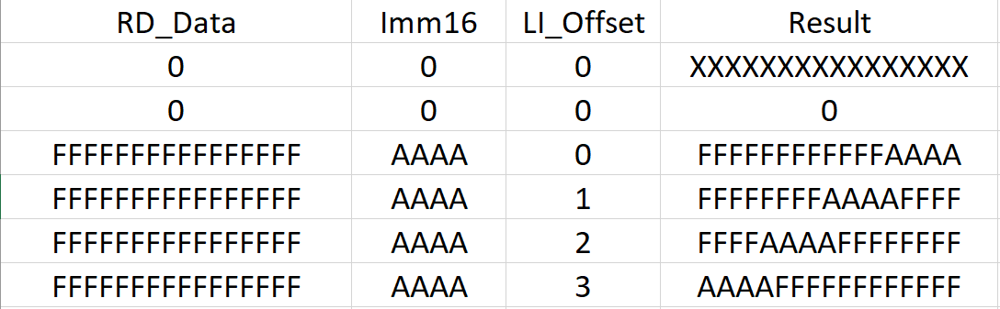 RD_Data Imm16 LI_Offset Result
0 0 0 XXXXXXXXXXXXXXXX
0 0 0 0
FFFFFFFFFFFFFFFF AAAA 0 FFFFFFFFFFFFAAAA
FFFFFFFFFFFFFFFF AAAA 1 FFFFFFFFAAAAFFFF
FFFFFFFFFFFFFFFF AAAA 2 FFFFAAAAFFFFFFFF
FFFFFFFFFFFFFFFF AAAA 3 AAAAFFFFFFFFFFFF